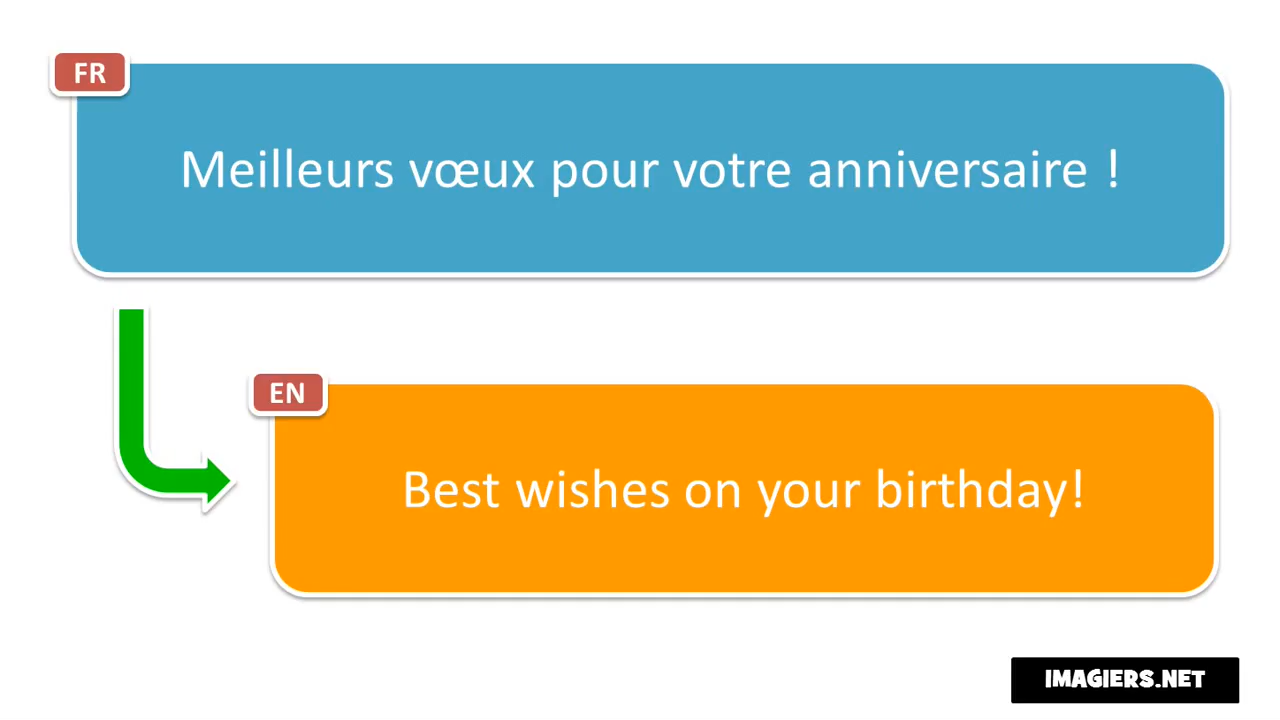 FR
Meilleurs vœux pour votre anniversaire !
EN
Best wishes on your birthday!
IMAGIERS.NET